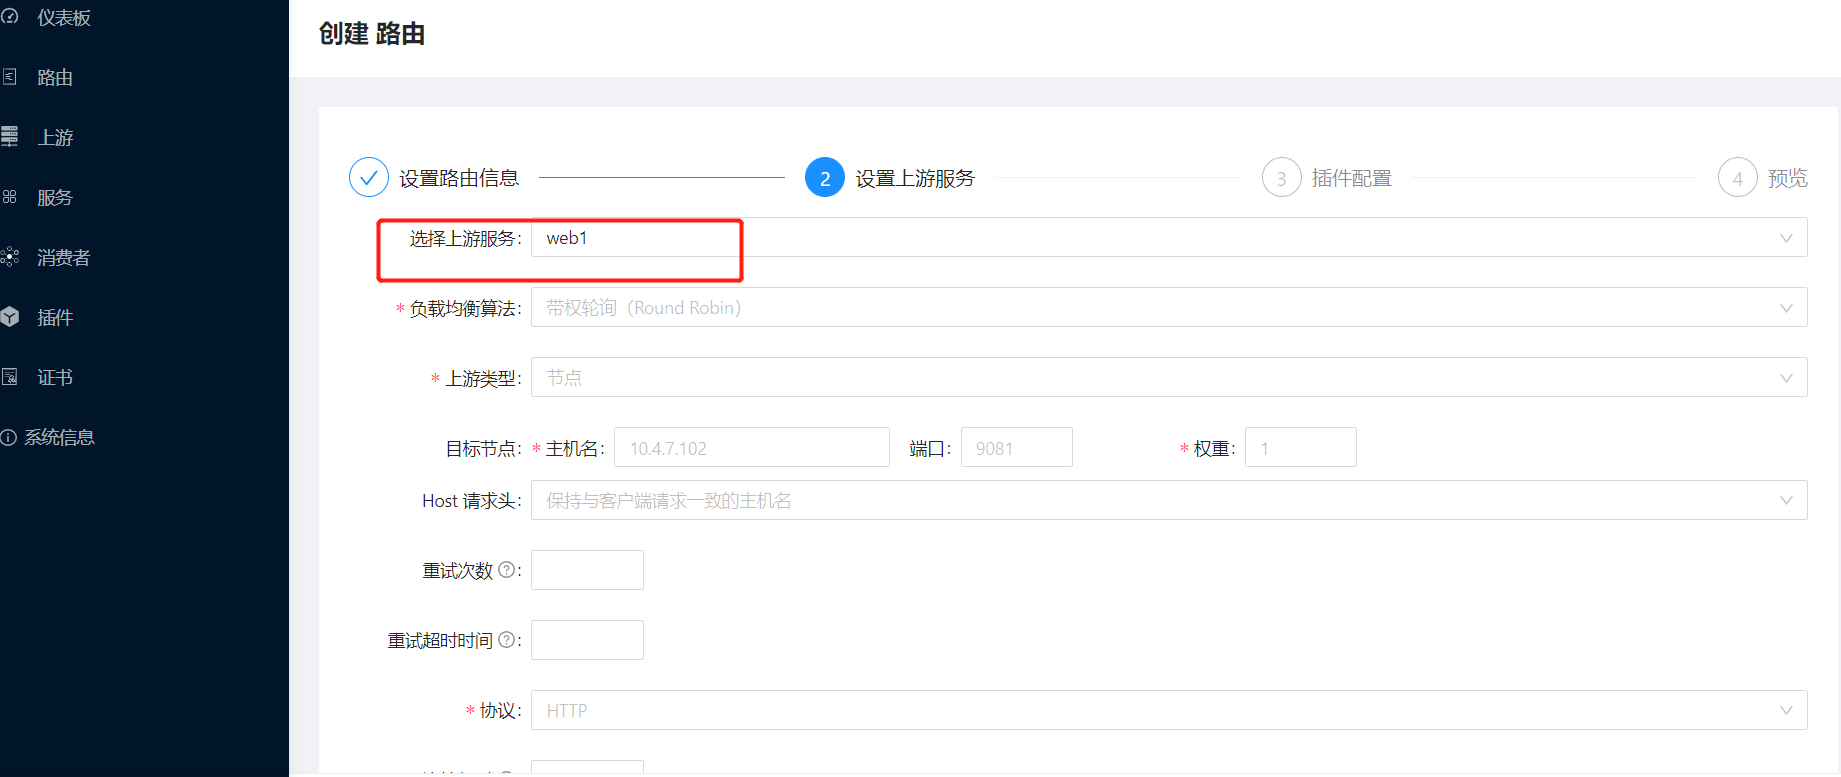 仪表板
路由
上游
服务
消费者
插件
证书
系统信息
创建 路由
设置路由信息
2 设置上游服务
3 插件配置
4 预览
选择上游服务: web1
* 负载均衡算法: 带权轮询（Round Robin）
* 上游类型: 节点
目标节点: * 主机名: 10.4.7.102 端口: 9081 * 权重: 1
Host 请求头: 保持与客户端请求一致的主机名
重试次数 ? :
重试超时时间 ? :
* 协议: HTTP